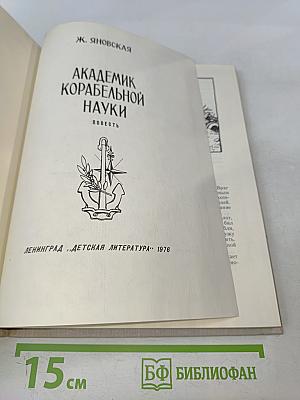 Ж. ЯНОВСКАЯ
АКАДЕМИК
КОРАБЕЛЬНОЙ
НАУКИ
ПОВЕСТЬ
ЛЕНИНГРАД „ДЕТСКАЯ ЛИТЕРАТУРА" 1976
15 см
БФ БИБЛИОФАН